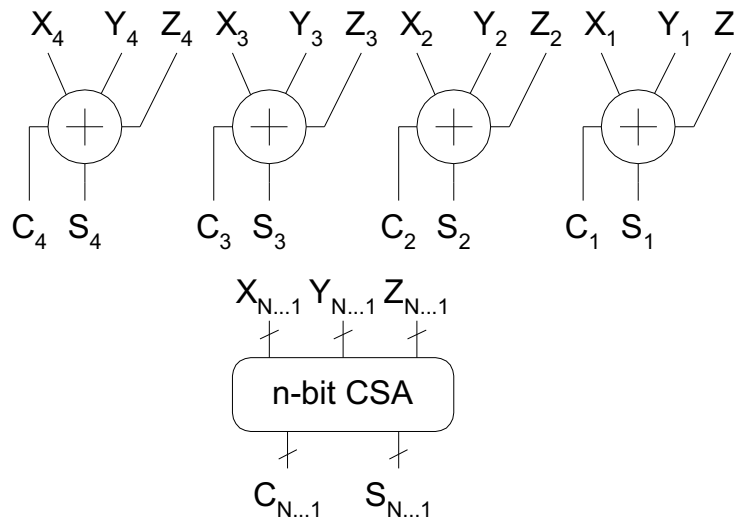 X4 Y4 Z4 X3 Y3 Z3 X2 Y2 Z2 X1 Y1 Z
C4 S4 C3 S3 C2 S2 C1 S1
XN...1 YN...1 ZN...1
n-bit CSA
CN...1 SN...1